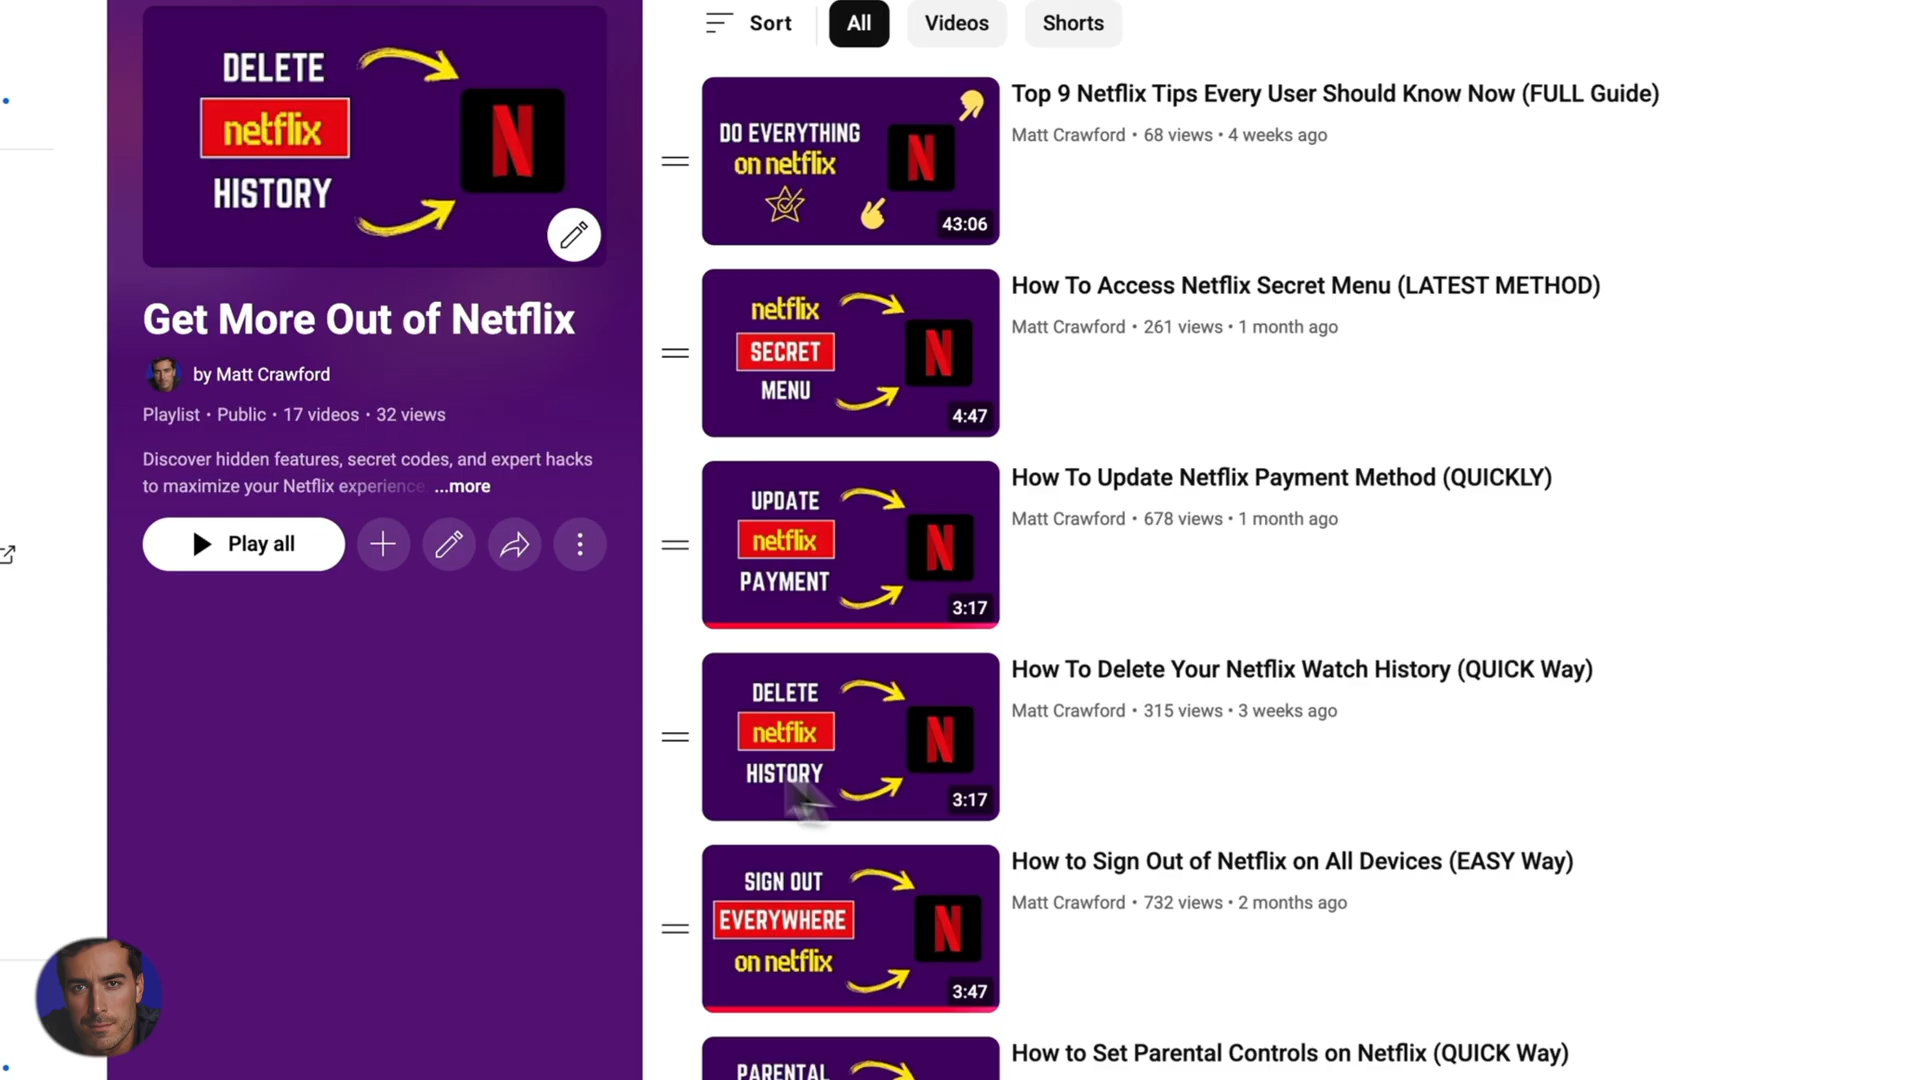 DELETE
netflix
HISTORY
N
Get More Out of Netflix
by Matt Crawford
Playlist • Public • 17 videos • 32 views
Discover hidden features, secret codes, and expert hacks
to maximize your Netflix experience ...more
Play all
Sort
All
Videos
Shorts
DO EVERYTHING
on netflix
N
43:06
Top 9 Netflix Tips Every User Should Know Now (FULL Guide)
Matt Crawford • 68 views • 4 weeks ago
netflix
SECRET
MENU
N
4:47
How To Access Netflix Secret Menu (LATEST METHOD)
Matt Crawford • 261 views • 1 month ago
UPDATE
netflix
PAYMENT
N
3:17
How To Update Netflix Payment Method (QUICKLY)
Matt Crawford • 678 views • 1 month ago
DELETE
netflix
HISTORY
N
3:17
How To Delete Your Netflix Watch History (QUICK Way)
Matt Crawford • 315 views • 3 weeks ago
SIGN OUT
EVERYWHERE
on netflix
N
3:47
How to Sign Out of Netflix on All Devices (EASY Way)
Matt Crawford • 732 views • 2 months ago
PARENTAL
How to Set Parental Controls on Netflix (QUICK Way)